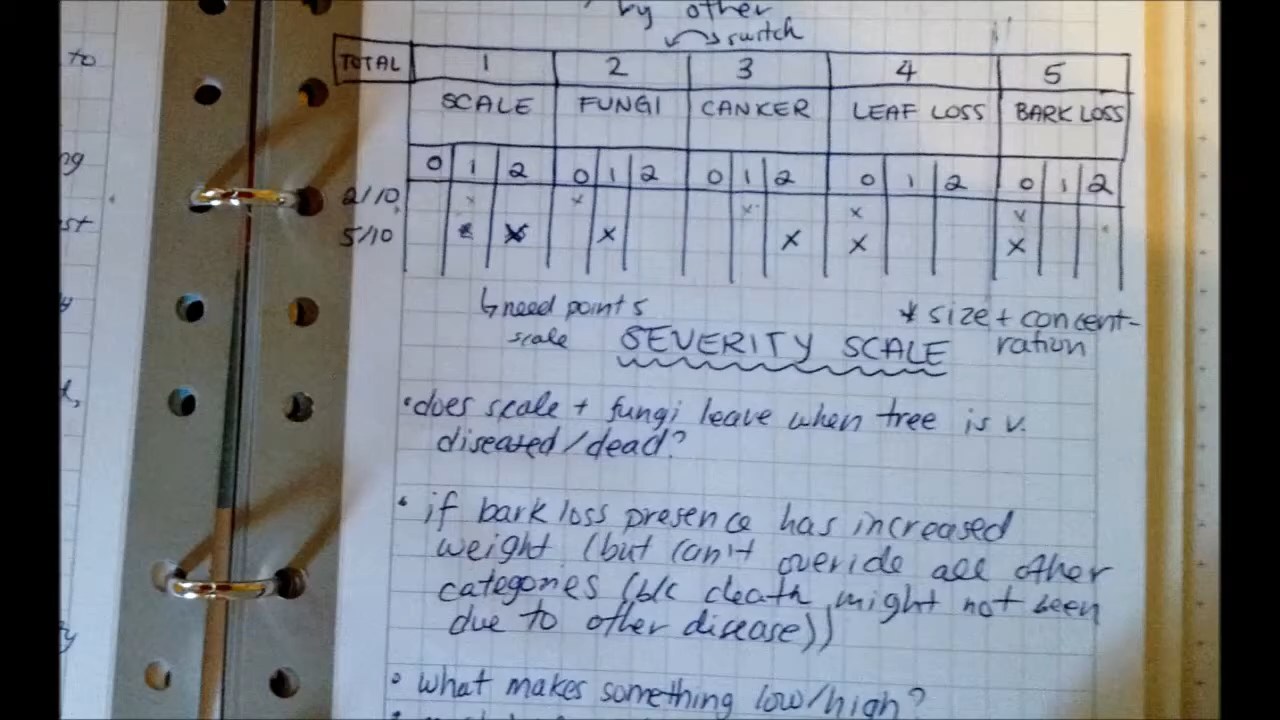 by other
switch
TOTAL 1 2 3 4 5
SCALE FUNGI CANKER LEAF LOSS BARK LOSS
0 1 2 0 1 2 0 1 2 0 1 2 0 1 2
to
ng
2/10 x x x x x
st
5/10 x x x x x
↳need points
scale
* size + concent-
ration
SEVERITY SCALE
•does scale + fungi leave when tree is v.
diseased/dead?
• if bark loss presence has increased
weight (but can't overide all other
categories (b/c death might not been
due to other disease))
• what makes something low/high?